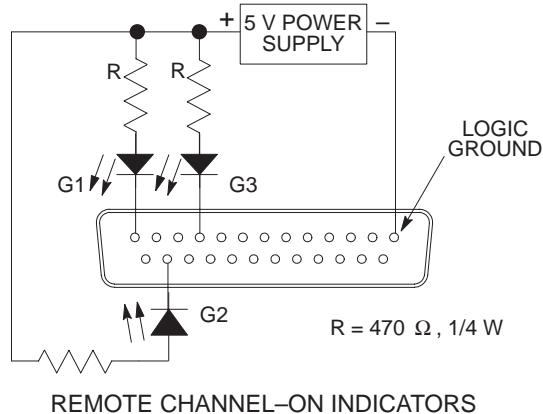 + 5 V POWER SUPPLY –
R R
LOGIC GROUND
G1 G3
G2
R = 470 Ω , 1/4 W
REMOTE CHANNEL–ON INDICATORS